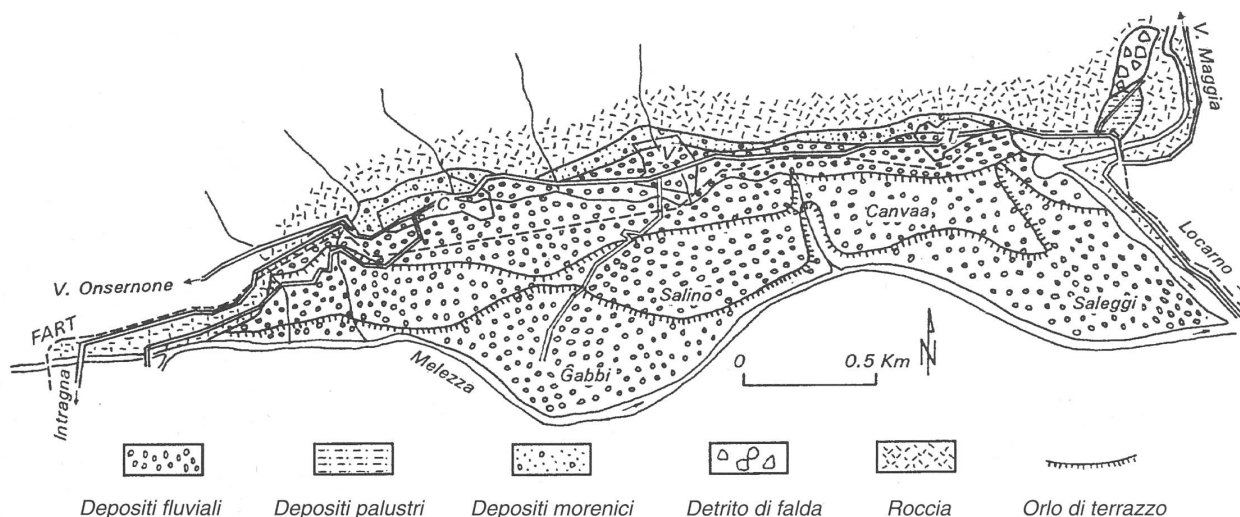 V. Maggia
T
V
C
Canvaa
Locarno
V. Onsernone
Salino
Saleggi
FART
Gabbi
0 0.5 Km
N
Melezza
Intragna
Depositi fluviali
Depositi palustri
Depositi morenici
Detrito di falda
Roccia
Orlo di terrazzo